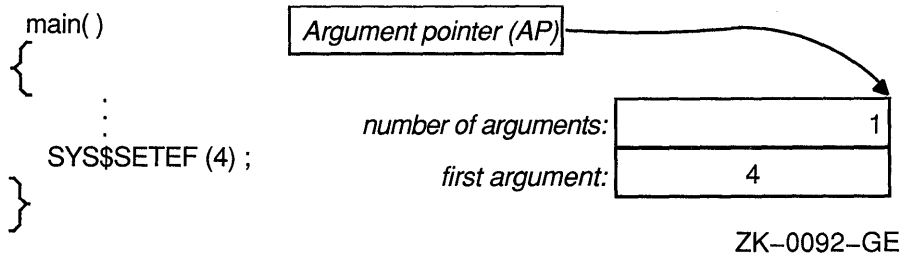 main( )
{
Argument pointer (AP)
number of arguments: 1
SYS$SETEF (4) ;
first argument: 4
}
ZK–0092–GE